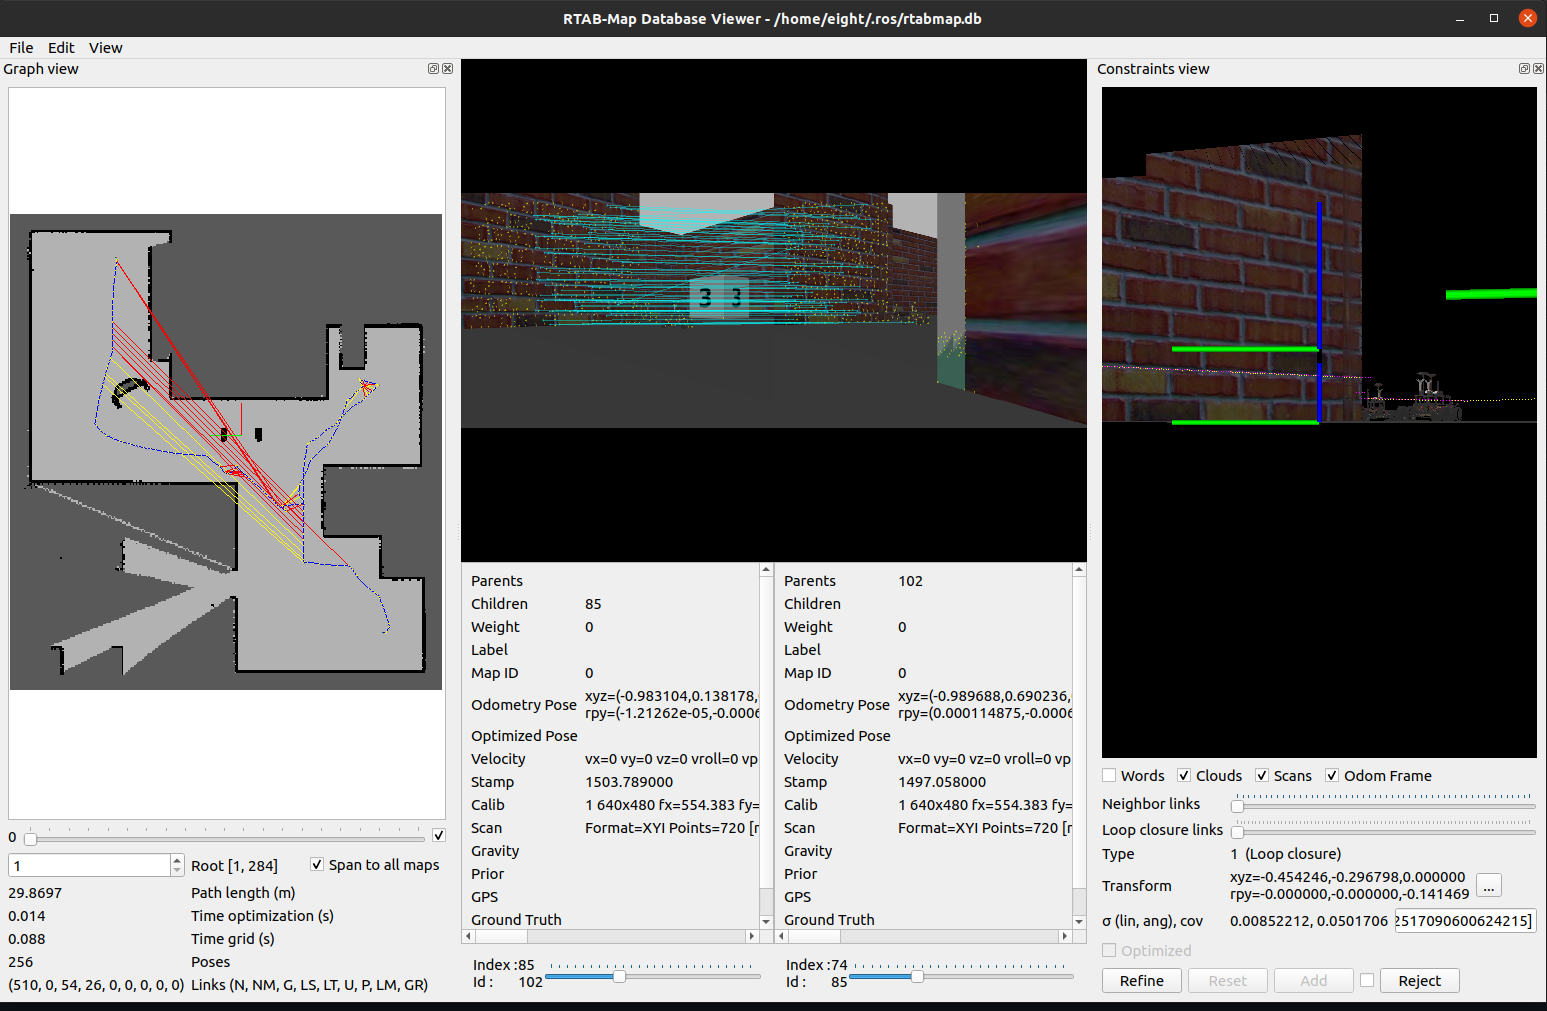 RTAB-Map Database Viewer - /home/eight/.ros/rtabmap.db
File Edit View
Graph view
Constraints view
3 3
0
1 Root [1, 284] Span to all maps
29.8697 Path length (m)
0.014 Time optimization (s)
0.088 Time grid (s)
256 Poses
(510, 0, 54, 26, 0, 0, 0, 0, 0) Links (N, NM, G, LS, LT, U, P, LM, GR)
Parents
Children 85
Weight 0
Label
Map ID 0
Odometry Pose xyz=(-0.983104,0.138178,
rpy=(-1.21262e-05,-0.0006
Optimized Pose
Velocity vx=0 vy=0 vz=0 vroll=0 vp
Stamp 1503.789000
Calib 1 640x480 fx=554.383 fy=
Scan Format=XYI Points=720 [r
Gravity
Prior
GPS
Ground Truth
Index :85
Id : 102
Parents 102
Children
Weight 0
Label
Map ID 0
Odometry Pose xyz=(-0.989688,0.690236,
rpy=(0.000114875,-0.0006
Optimized Pose
Velocity vx=0 vy=0 vz=0 vroll=0 vp
Stamp 1497.058000
Calib 1 640x480 fx=554.383 fy=
Scan Format=XYI Points=720 [r
Gravity
Prior
GPS
Ground Truth
Index :74
Id : 85
Words Clouds Scans Odom Frame
Neighbor links
Loop closure links
Type 1 (Loop closure)
Transform xyz=-0.454246,-0.296798,0.000000
rpy=-0.000000,-0.000000,-0.141469 ...
σ (lin, ang), cov 0.00852212, 0.0501706 2517090600624215]
Optimized
Refine Reset Add Reject